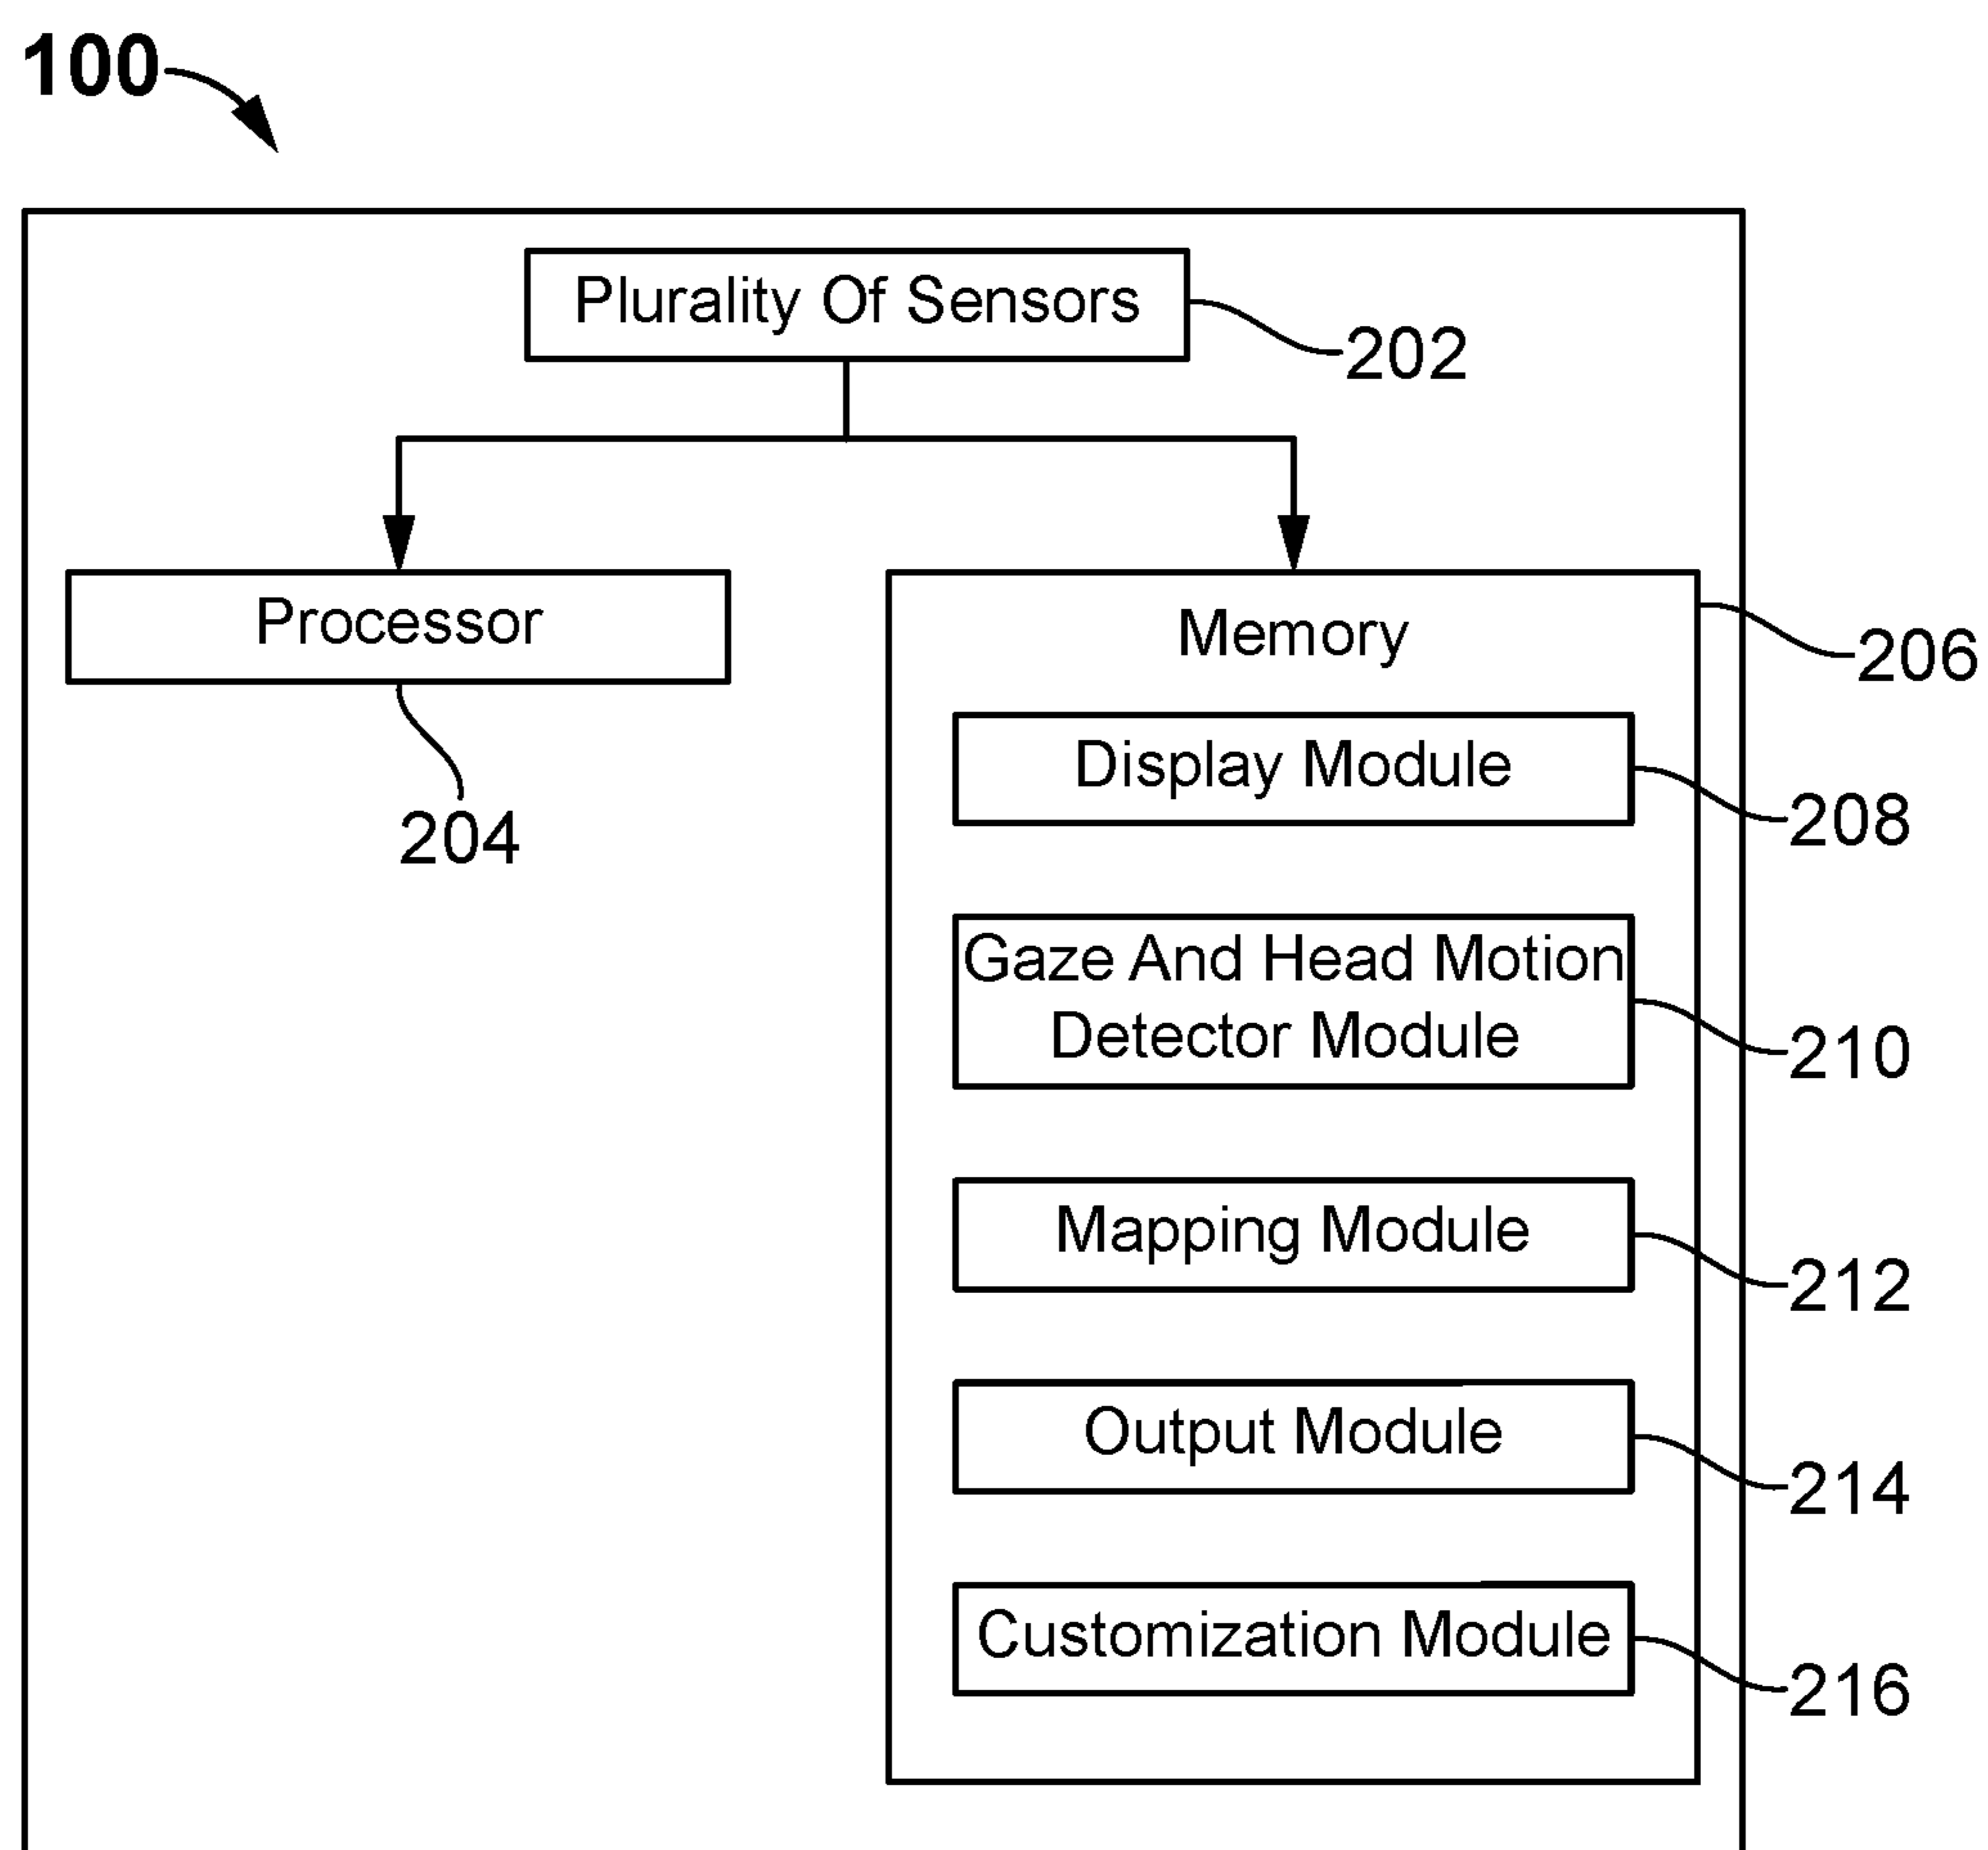 100
Plurality Of Sensors
202
Processor
204
Memory
206
Display Module
208
Gaze And Head Motion
Detector Module
210
Mapping Module
212
Output Module
214
Customization Module
216